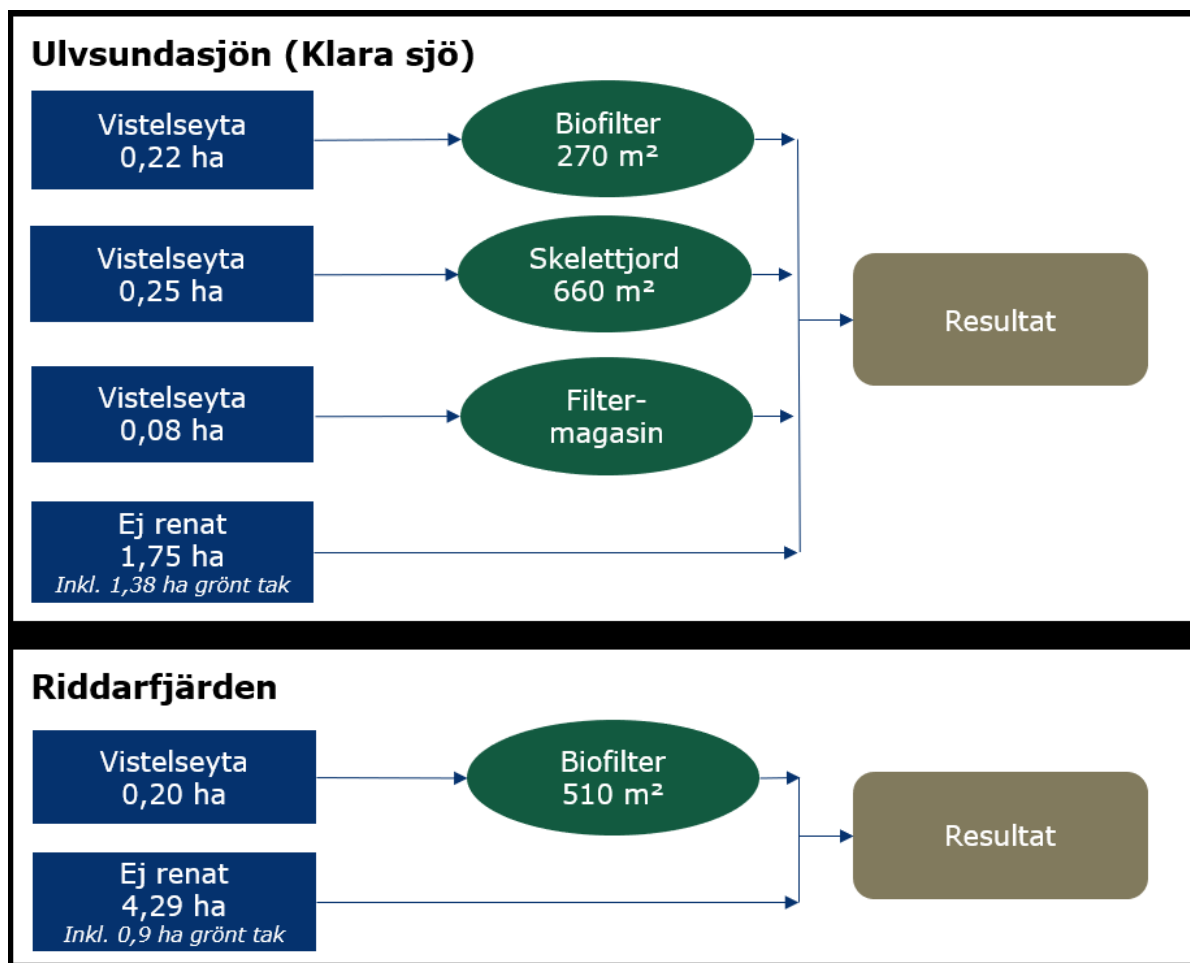 Ulvsundasjön (Klara sjö)
Vistelseyta
0,22 ha
Biofilter
270 m²
Vistelseyta
0,25 ha
Skelettjord
660 m²
Resultat
Vistelseyta
0,08 ha
Filter-
magasin
Ej renat
1,75 ha
Inkl. 1,38 ha grönt tak
Riddarfjärden
Vistelseyta
0,20 ha
Biofilter
510 m²
Resultat
Ej renat
4,29 ha
Inkl. 0,9 ha grönt tak